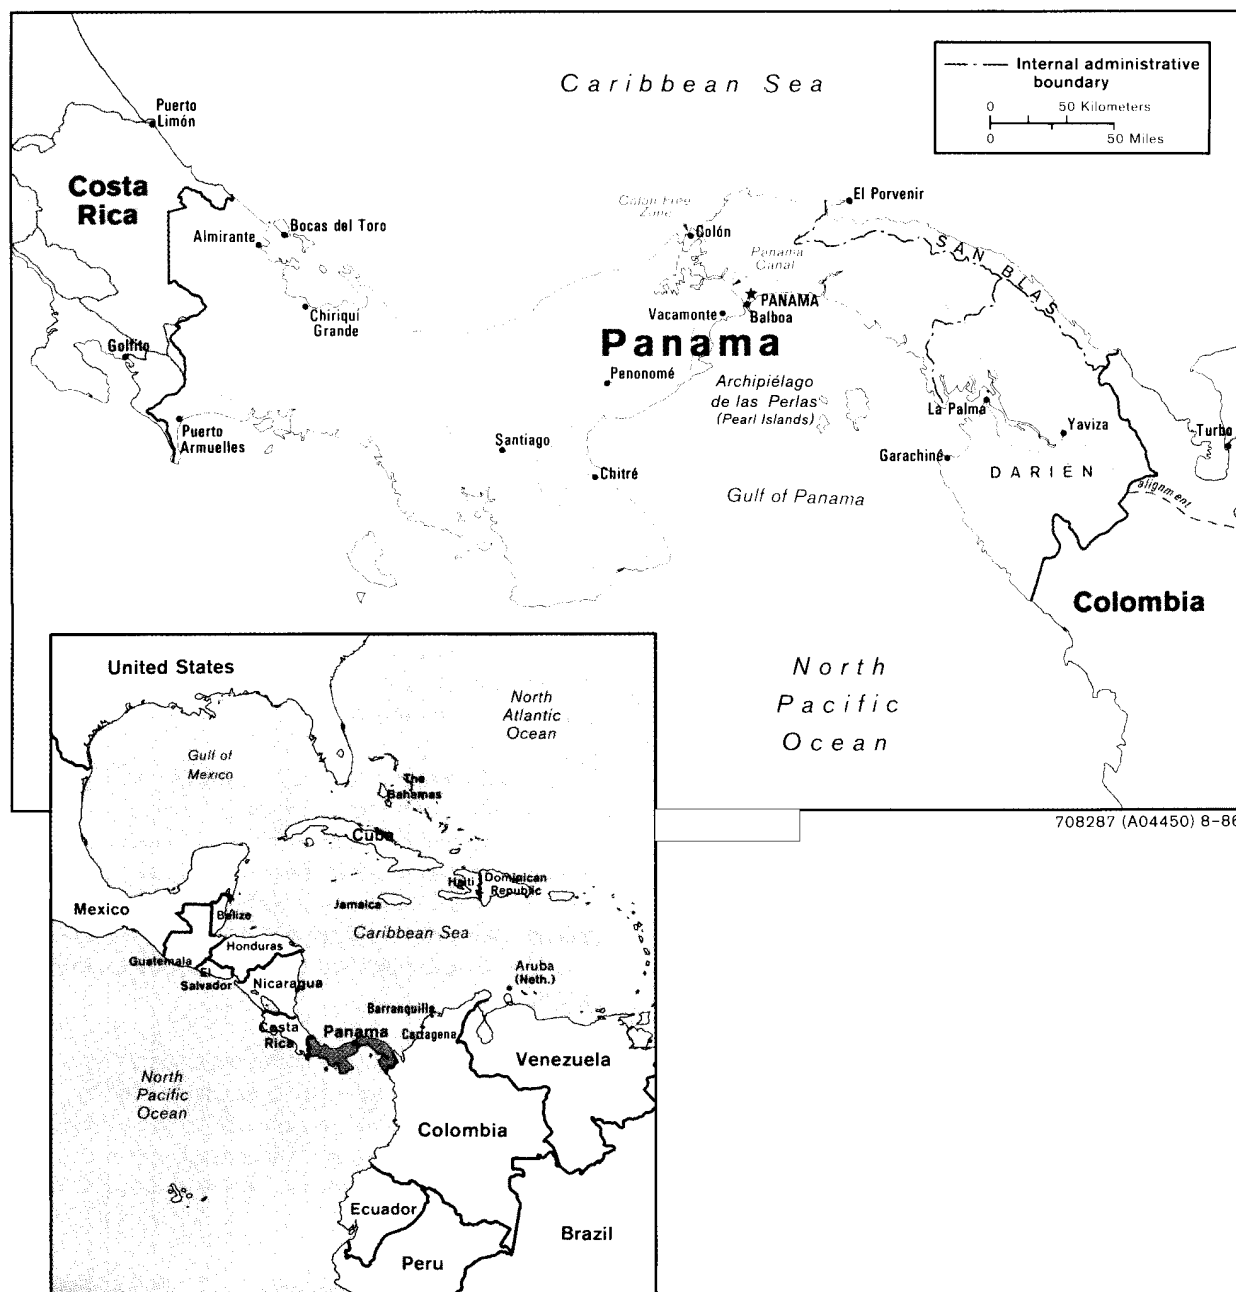 Caribbean Sea
Internal administrative
boundary
0 50 Kilometers
0 50 Miles
Puerto
Limón
Costa
Rica
El Porvenir
Colon Free
Zone
Bocas del Toro
Almirante
Colón
SAN BLAS
Panama
Canal
PANAMA
Balboa
Vacamonte
Chiriquí
Grande
Golfito
Panama
Penonomé
Archipiélago
de las Perlas
(Pearl Islands)
La Palma
Yaviza
Turbo
Puerto
Armuelles
Santiago
Garachiné
Chitré
DARIÉN
alignment
Gulf of Panama
Colombia
North
Pacific
Ocean
708287 (A04450) 8-86
United States
North
Atlantic
Ocean
Gulf of
Mexico
The
Bahamas
Cuba
Haiti
Dominican
Republic
Jamaica
Mexico
Belize
Caribbean Sea
Honduras
Guatemala
El
Salvador
Nicaragua
Aruba
(Neth.)
Barranquilla
Cartagena
Costa
Rica
Panama
Venezuela
North
Pacific
Ocean
Colombia
Ecuador
Brazil
Peru